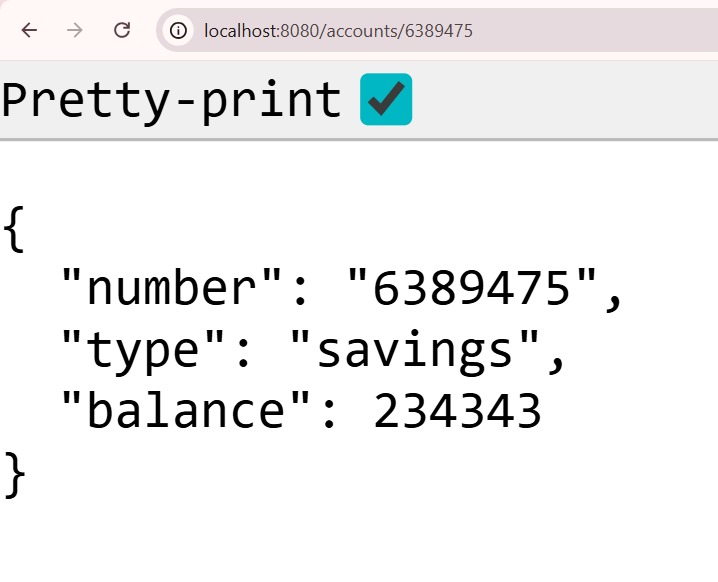 localhost:8080/accounts/6389475
Pretty-print
{
"number": "6389475",
"type": "savings",
"balance": 234343
}